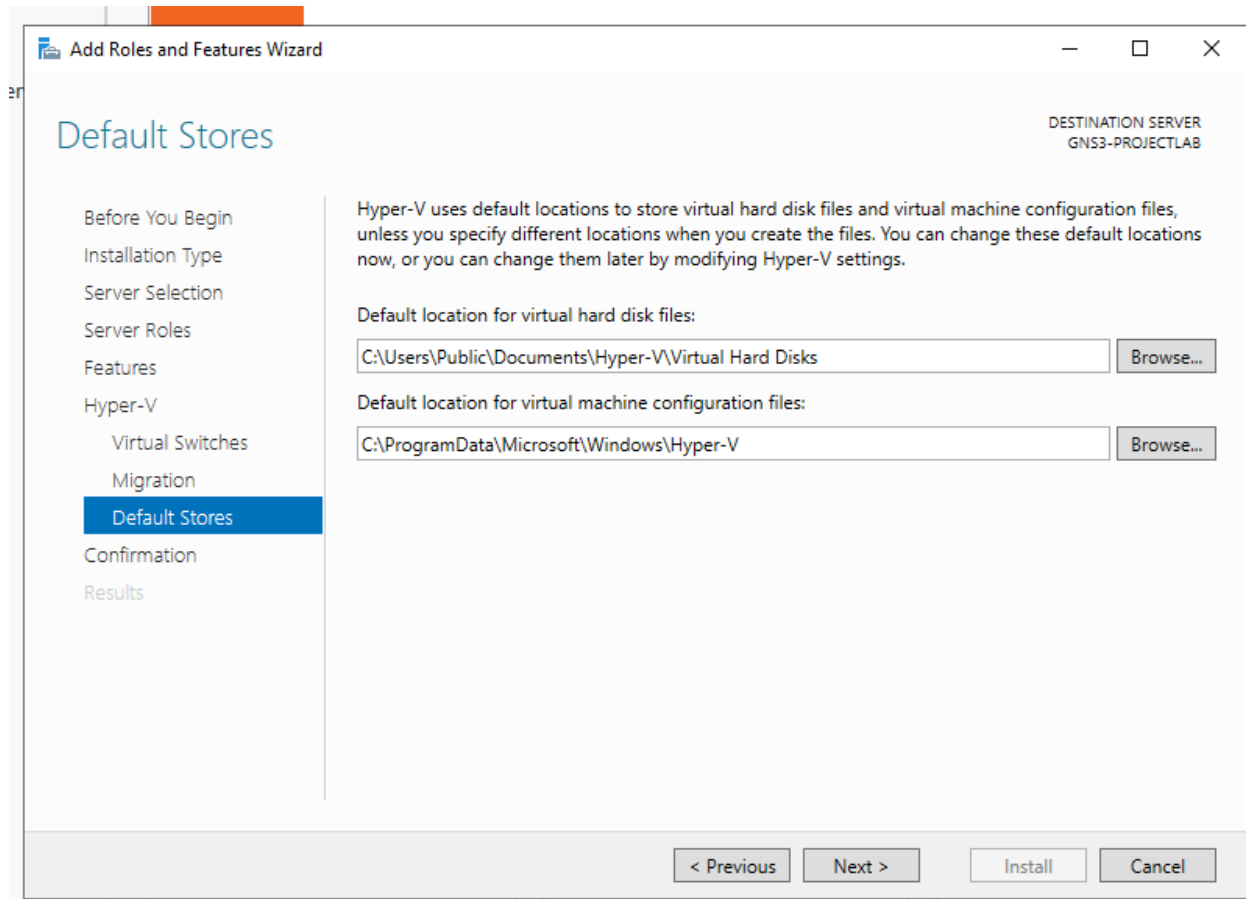 Add Roles and Features Wizard
er
Default Stores
DESTINATION SERVER
GNS3-PROJECTLAB
Before You Begin
Installation Type
Server Selection
Server Roles
Features
Hyper-V
Virtual Switches
Migration
Default Stores
Confirmation
Results
Hyper-V uses default locations to store virtual hard disk files and virtual machine configuration files,
unless you specify different locations when you create the files. You can change these default locations
now, or you can change them later by modifying Hyper-V settings.
Default location for virtual hard disk files:
C:\Users\Public\Documents\Hyper-V\Virtual Hard Disks
Browse...
Default location for virtual machine configuration files:
C:\ProgramData\Microsoft\Windows\Hyper-V
Browse...
< Previous
Next >
Install
Cancel